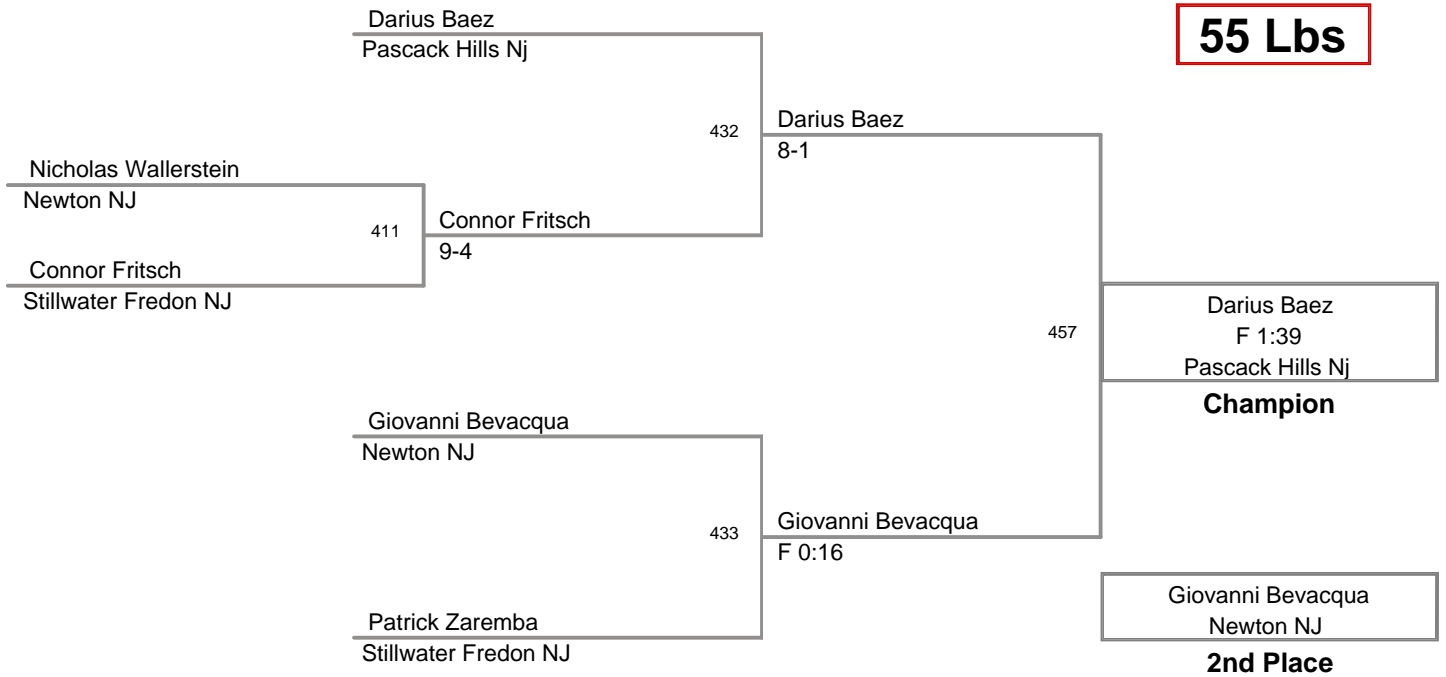 Darius Baez
Pascack Hills Nj
55 Lbs
432
Darius Baez
8-1
Nicholas Wallerstein
Newton NJ
411
Connor Fritsch
9-4
Connor Fritsch
Stillwater Fredon NJ
457
Darius Baez
F 1:39
Pascack Hills Nj
Champion
Giovanni Bevacqua
Newton NJ
433
Giovanni Bevacqua
F 0:16
Patrick Zaremba
Stillwater Fredon NJ
Giovanni Bevacqua
Newton NJ
2nd Place